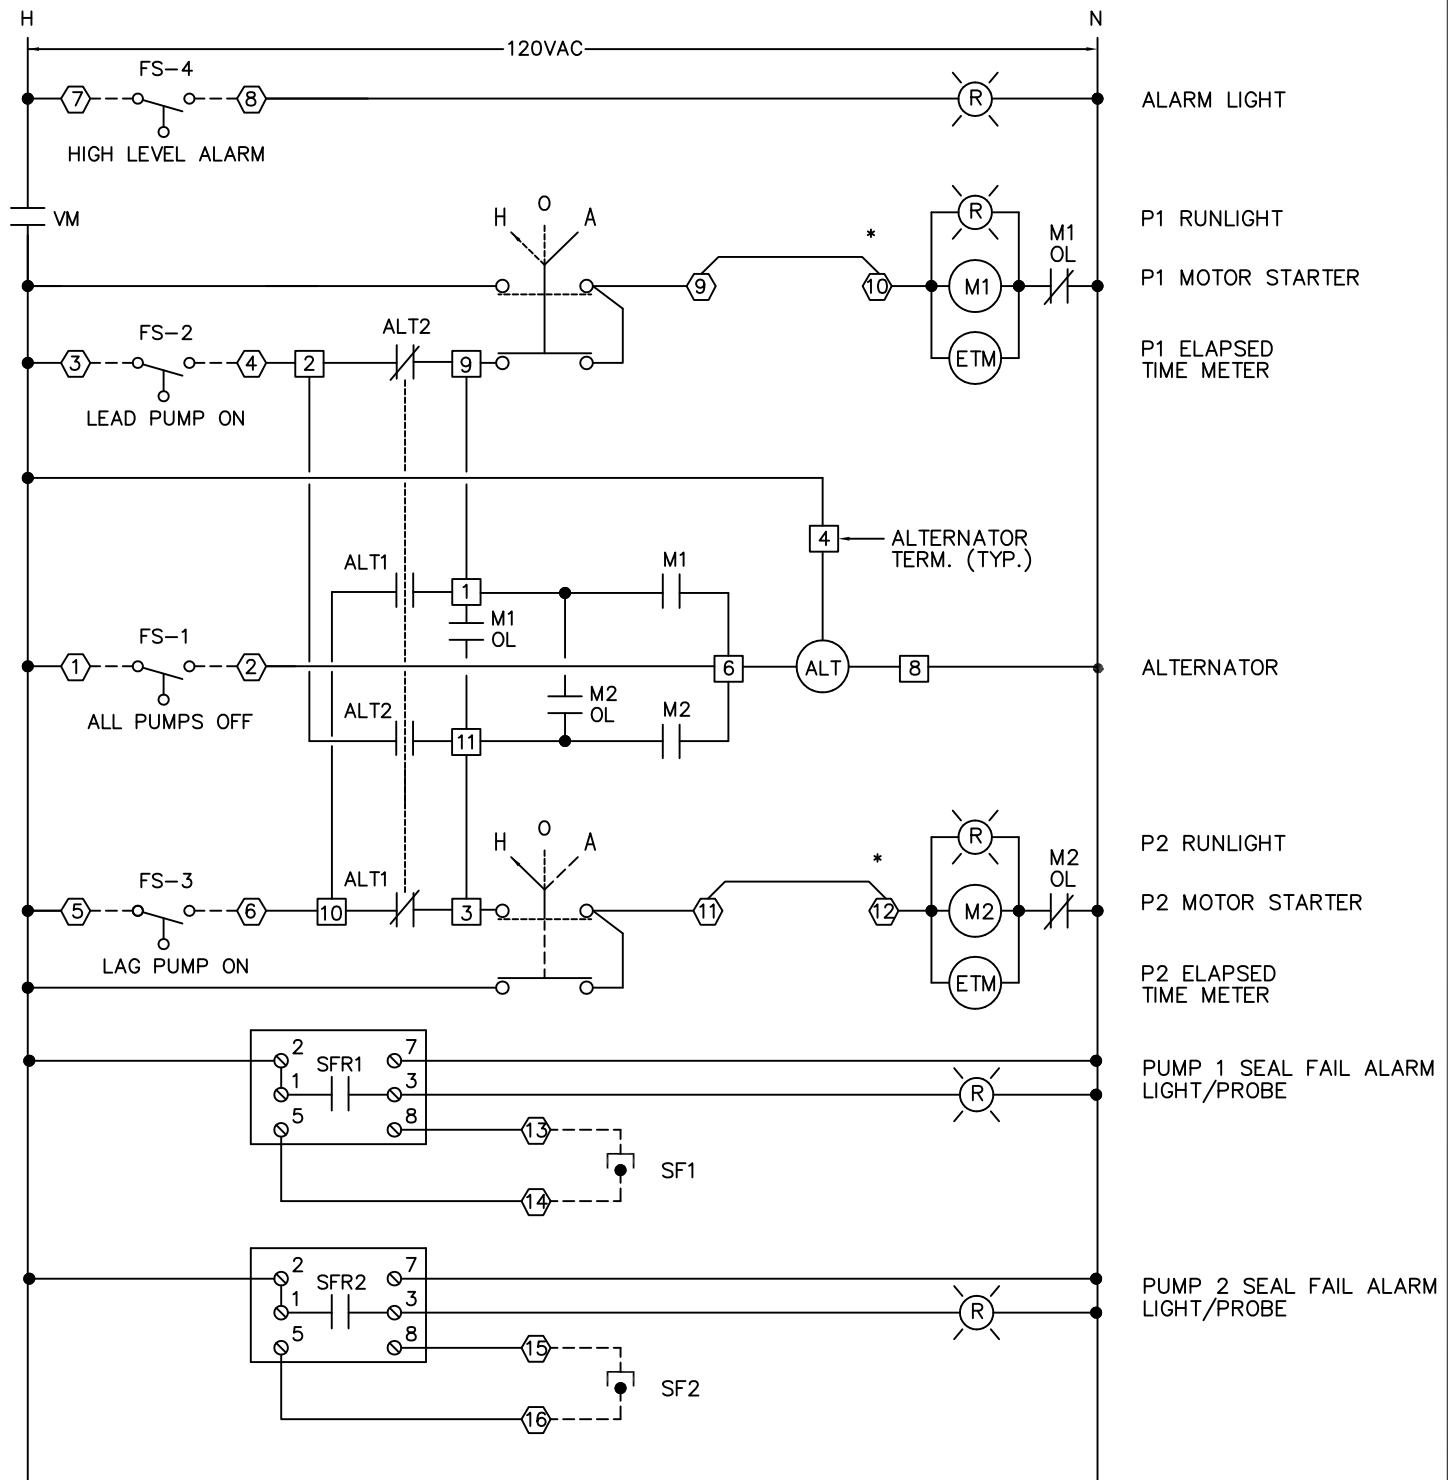 H
N
120VAC
FS-4
7
8
R
ALARM LIGHT
HIGH LEVEL ALARM
VM
H
O
A
R
P1 RUNLIGHT
*
M1
OL
9
10
M1
P1 MOTOR STARTER
FS-2
ALT2
3
4
2
9
ETM
P1 ELAPSED
TIME METER
LEAD PUMP ON
4
ALTERNATOR
TERM. (TYP.)
ALT1
1
M1
M1
OL
FS-1
1
2
6
ALT
8
ALTERNATOR
ALL PUMPS OFF
ALT2
M2
OL
M2
11
H
O
A
R
P2 RUNLIGHT
*
M2
OL
FS-3
ALT1
5
6
10
3
11
12
M2
P2 MOTOR STARTER
LAG PUMP ON
ETM
P2 ELAPSED
TIME METER
2
SFR1
7
1
3
R
5
8
PUMP 1 SEAL FAIL ALARM
LIGHT/PROBE
13
SF1
14
2
SFR2
7
1
3
R
5
8
PUMP 2 SEAL FAIL ALARM
LIGHT/PROBE
15
SF2
16